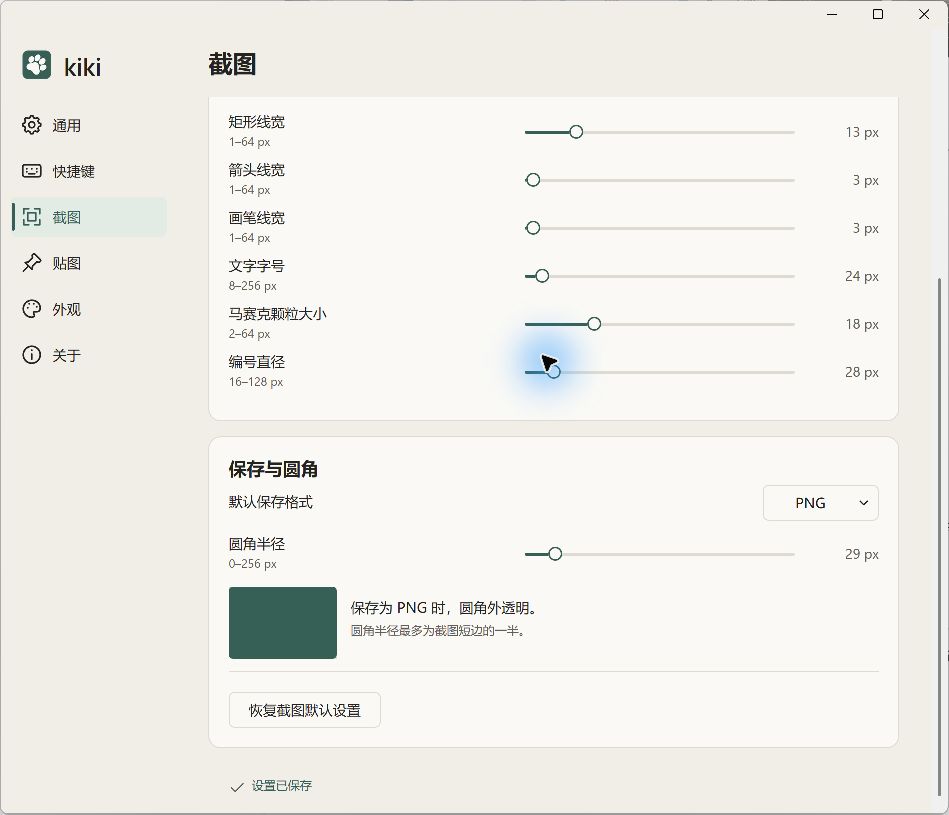 kiki
通用
快捷键
截图
贴图
外观
关于
截图
矩形线宽
1–64 px
13 px
箭头线宽
1–64 px
3 px
画笔线宽
1–64 px
3 px
文字字号
8–256 px
24 px
马赛克颗粒大小
2–64 px
18 px
编号直径
16–128 px
28 px
保存与圆角
默认保存格式
PNG
圆角半径
0–256 px
29 px
保存为 PNG 时，圆角外透明。
圆角半径最多为截图短边的一半。
恢复截图默认设置
设置已保存